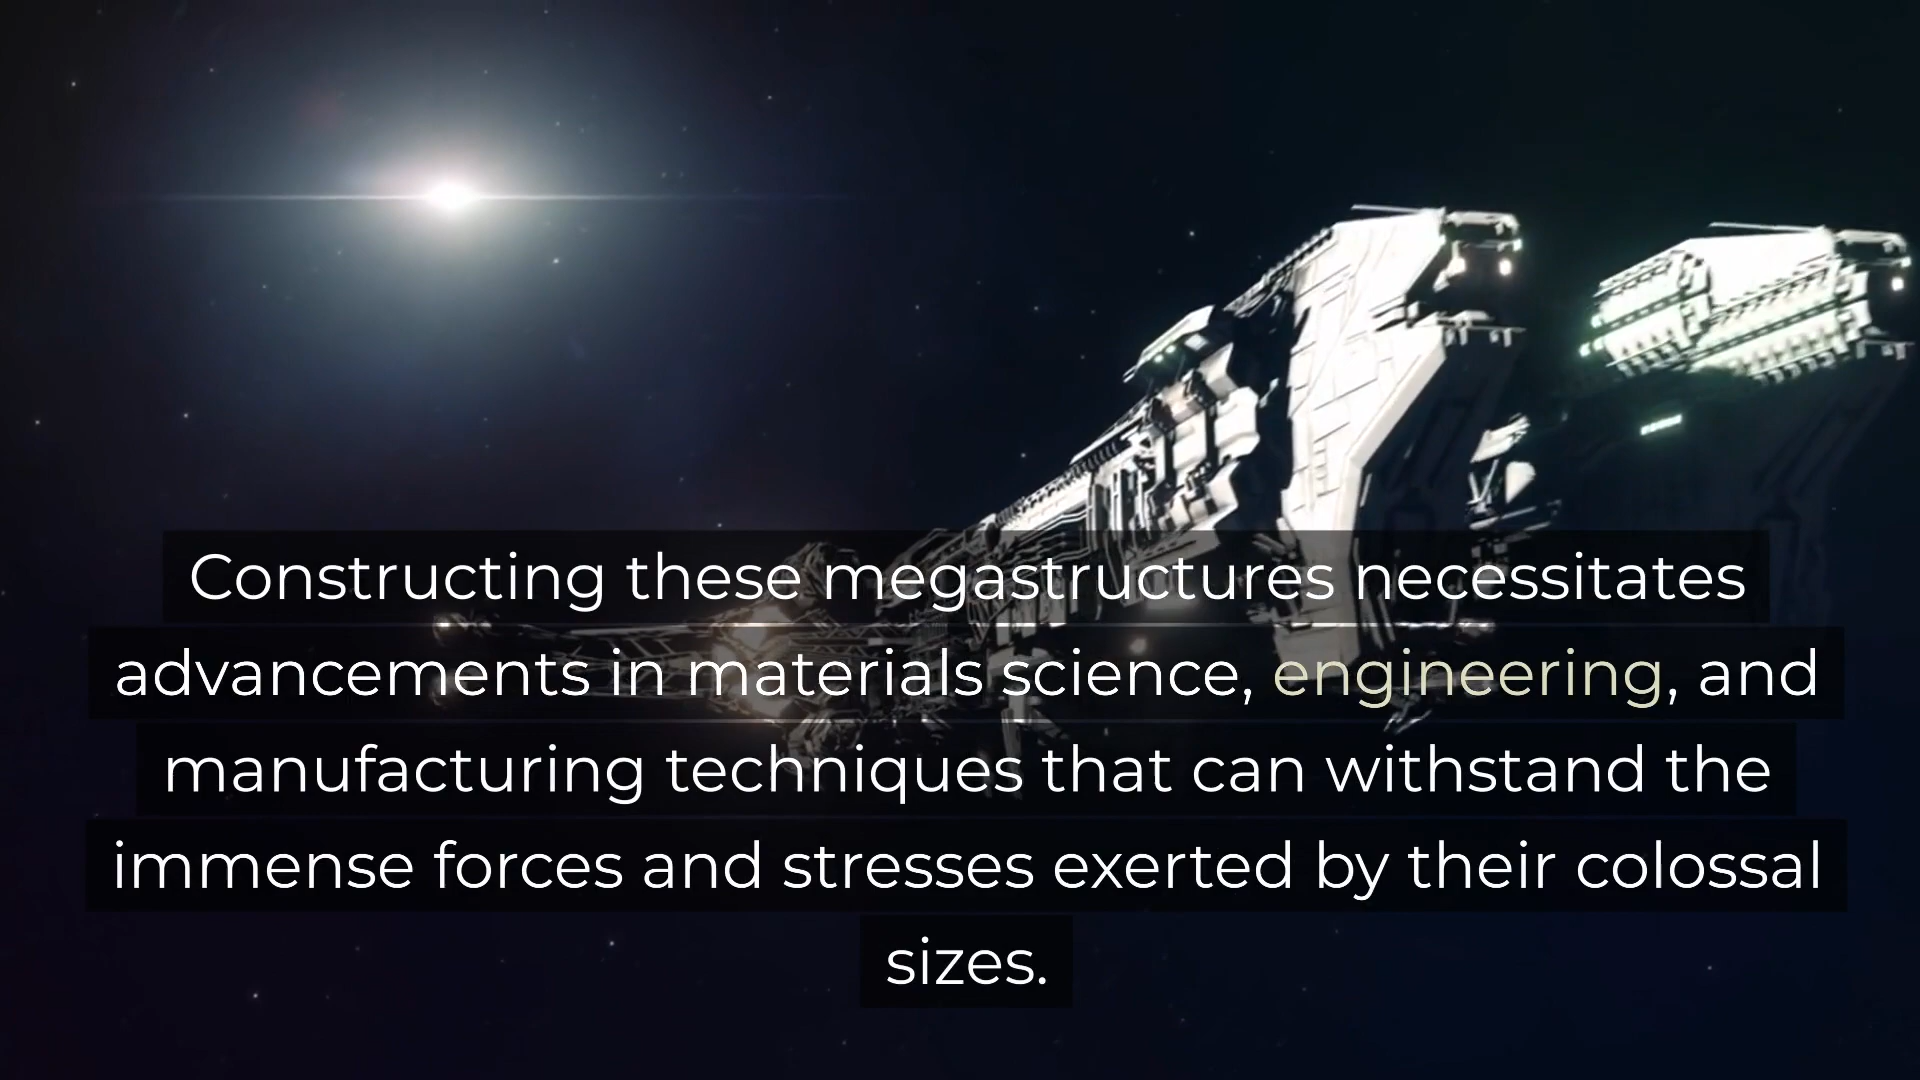 Constructing these megastructures necessitates
advancements in materials science, engineering, and
manufacturing techniques that can withstand the
immense forces and stresses exerted by their colossal
sizes.